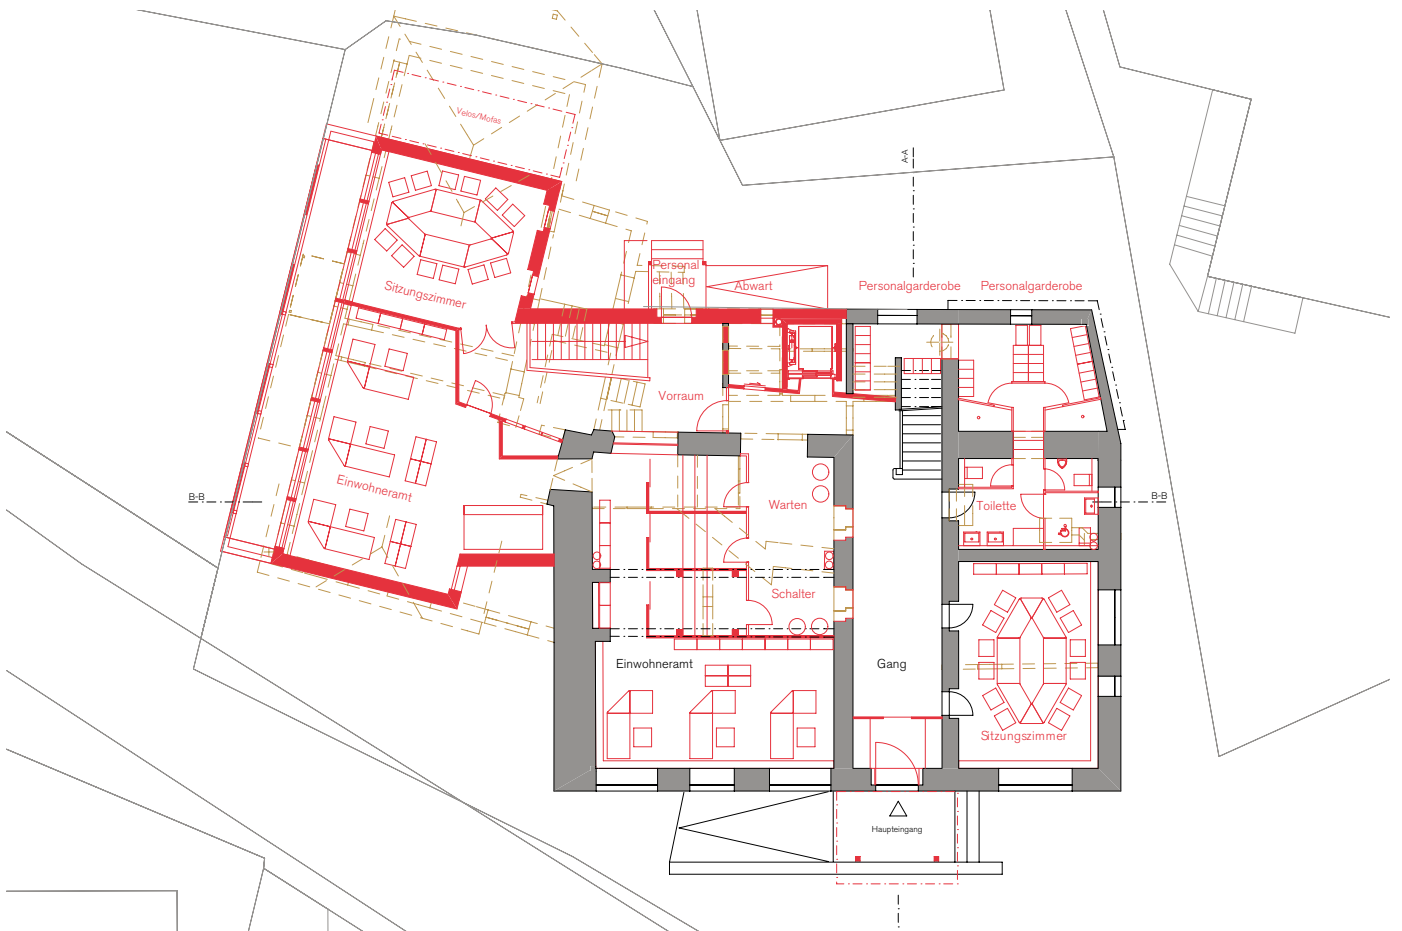 Velos/Mofas
A-A
Personal
eingang
Abwart
Personalgarderobe
Personalgarderobe
Sitzungszimmer
Vorraum
Einwohneramt
B-B
B-B
Warten
Toilette
Schalter
Einwohneramt
Gang
Sitzungszimmer
Haupteingang